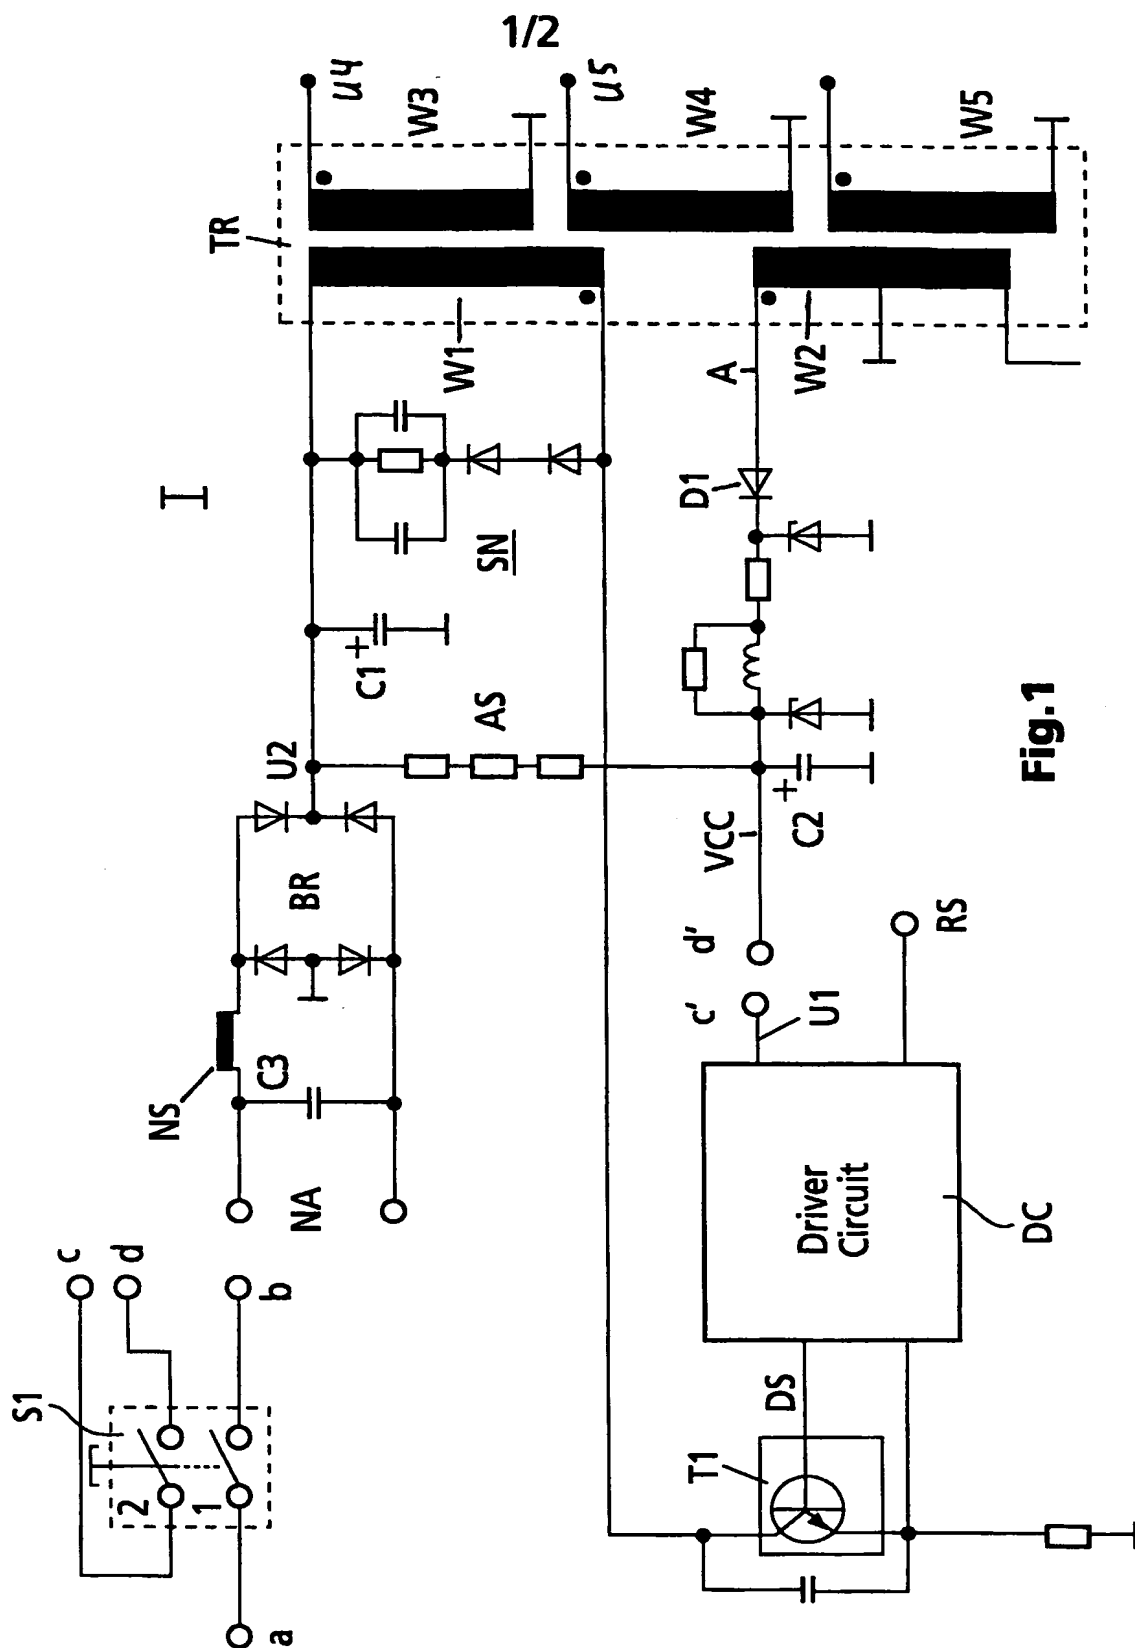 1/2
U4
W3
U5
W4
W5
TR
W1
W2
A
I
SN
D1
C1
AS
U2
VCC
C2
BR
NS
C3
NA
d'
c'
U1
RS
Driver
Circuit
DC
DS
T1
S1
c
d
b
2
1
a
Fig.1